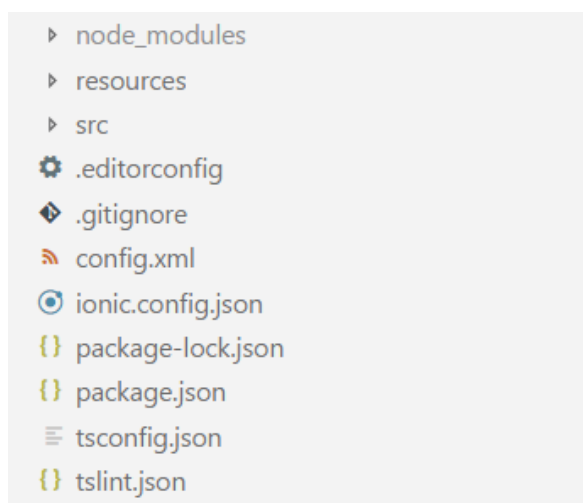 node_modules
resources
src
.editorconfig
.gitignore
config.xml
ionic.config.json
package-lock.json
package.json
tsconfig.json
tslint.json